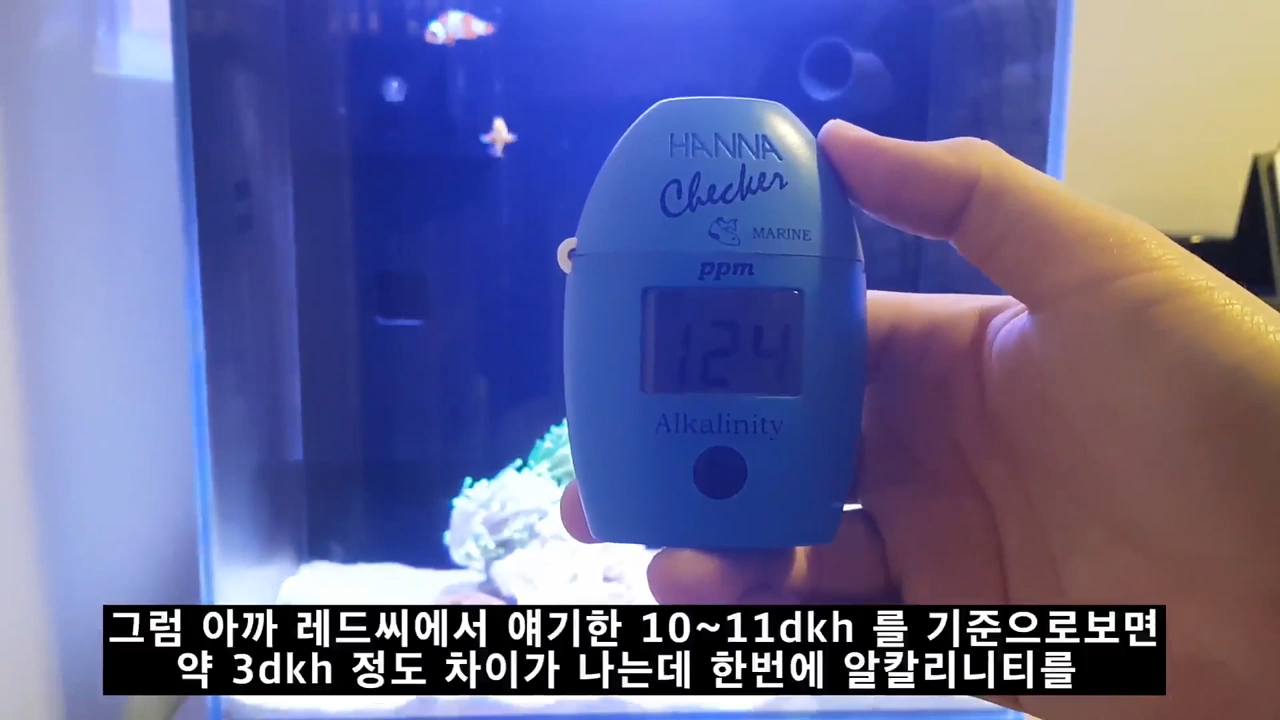 HANNA
Checker
MARINE
ppm
124
Alkalinity
그럼 아까 레드씨에서 얘기한 10~11dkh 를 기준으로보면
약 3dkh 정도 차이가 나는데 한번에 알칼리니티를